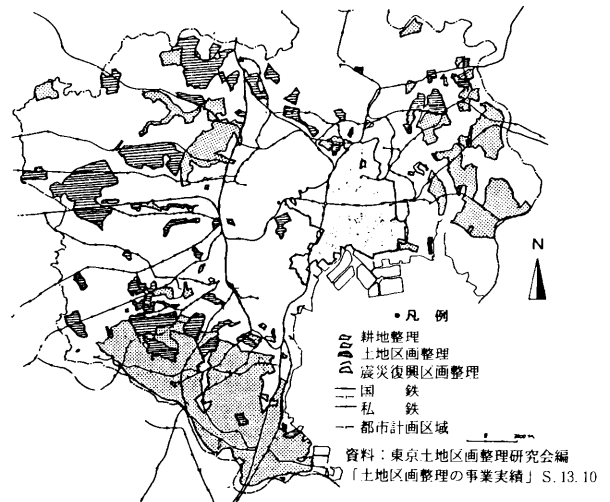 N
・凡 例
耕地整理
土地区画整理
震災復興区画整理
国 鉄
私 鉄
都市計画区域
資料：東京土地区画整理研究会編
「土地区画整理の事業実績」S.13.10